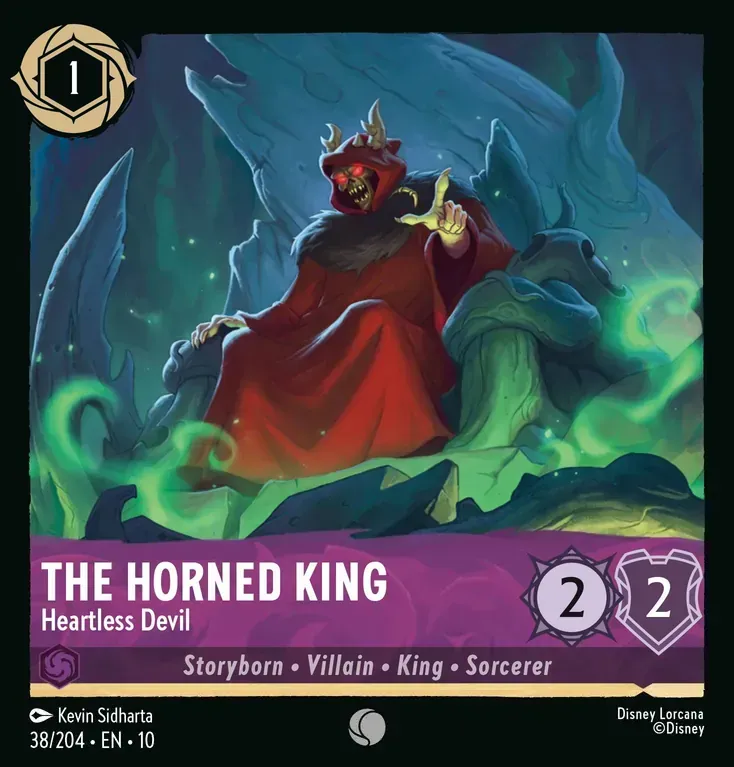 1
THE HORNED KING
Heartless Devil
2 2
Storyborn • Villain • King • Sorcerer
Kevin Sidharta
38/204 • EN • 10
Disney Lorcana
©Disney